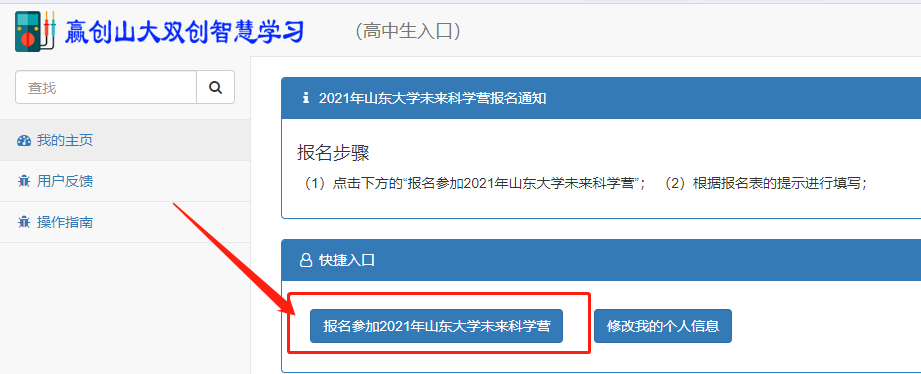 赢创山大双创智慧学习 （高中生入口）
查找
我的主页
用户反馈
操作指南
2021年山东大学未来科学营报名通知
报名步骤
（1）点击下方的“报名参加2021年山东大学未来科学营”； （2）根据报名表的提示进行填写；
快捷入口
报名参加2021年山东大学未来科学营 修改我的个人信息